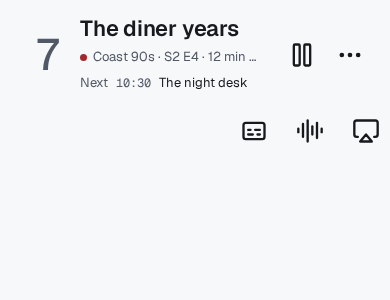 7
The diner years
Coast 90s · S2 E4 · 12 min …
Next 10:30 The night desk